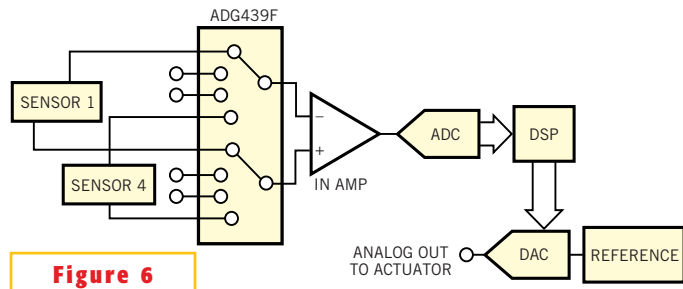 ADG439F
SENSOR 1
SENSOR 4
−
+
IN AMP
ADC
DSP
ANALOG OUT
TO ACTUATOR
DAC
REFERENCE
Figure 6